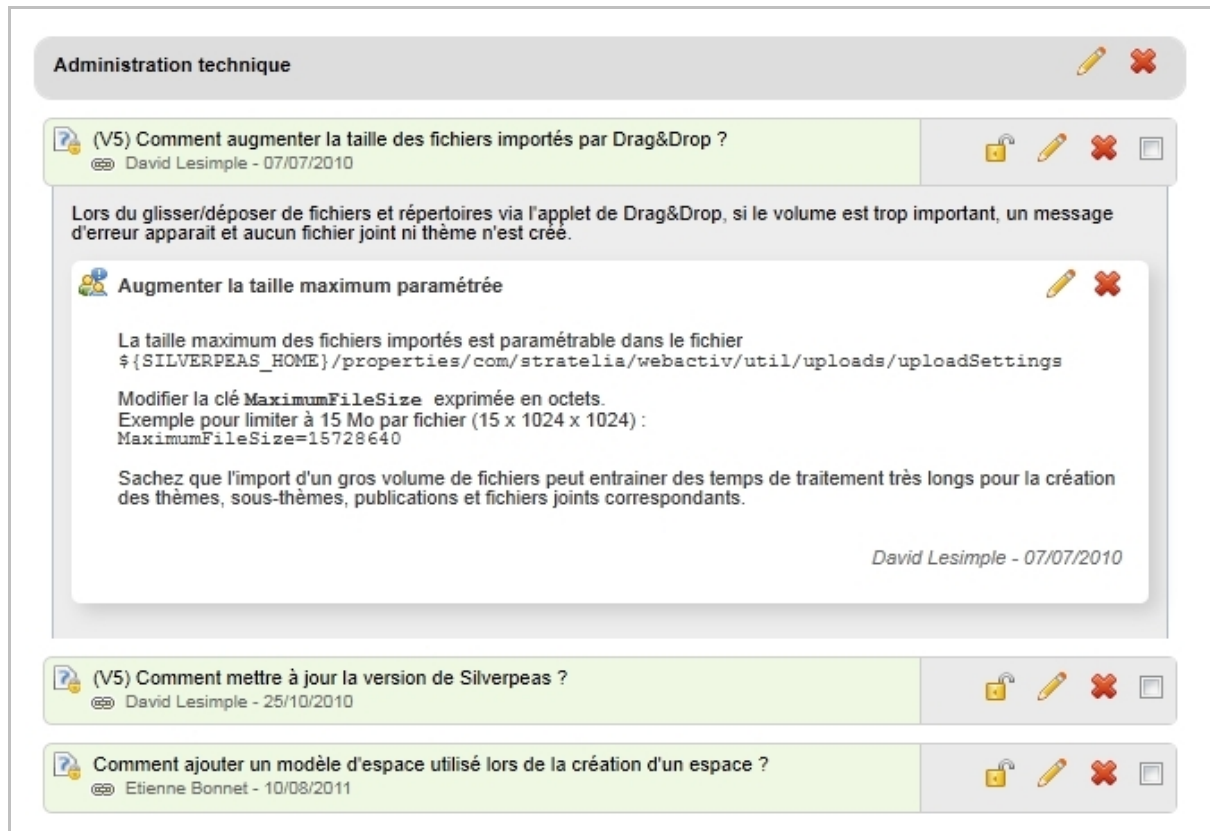 Administration technique
(V5) Comment augmenter la taille des fichiers importés par Drag&Drop ?
David Lesimple - 07/07/2010
Lors du glisser/déposer de fichiers et répertoires via l'applet de Drag&Drop, si le volume est trop important, un message
d'erreur apparait et aucun fichier joint ni thème n'est créé.
Augmenter la taille maximum paramétrée
La taille maximum des fichiers importés est paramétrable dans le fichier
${SILVERPEAS_HOME}/properties/com/stratelia/webactiv/util/uploads/uploadSettings
Modifier la clé MaximumFileSize exprimée en octets.
Exemple pour limiter à 15 Mo par fichier (15 x 1024 x 1024) :
MaximumFileSize=15728640
Sachez que l'import d'un gros volume de fichiers peut entrainer des temps de traitement très longs pour la création
des thèmes, sous-thèmes, publications et fichiers joints correspondants.
David Lesimple - 07/07/2010
(V5) Comment mettre à jour la version de Silverpeas ?
David Lesimple - 25/10/2010
Comment ajouter un modèle d'espace utilisé lors de la création d'un espace ?
Etienne Bonnet - 10/08/2011